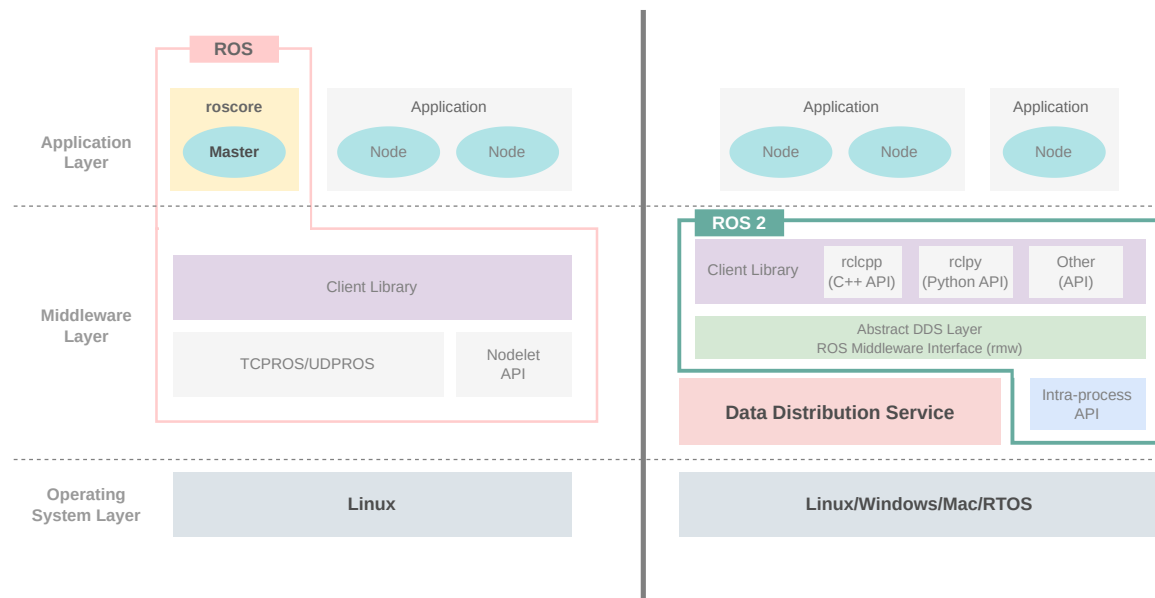 ROS
roscore
Master
Application
Node
Node
Application
Node
Node
Application
Node
Application
Layer
ROS 2
Client Library
Client Library
rclcpp
(C++ API)
rclpy
(Python API)
Other
(API)
Middleware
Layer
TCPROS/UDPROS
Nodelet
API
Abstract DDS Layer
ROS Middleware Interface (rmw)
Data Distribution Service
Intra-process
API
Operating
System Layer
Linux
Linux/Windows/Mac/RTOS